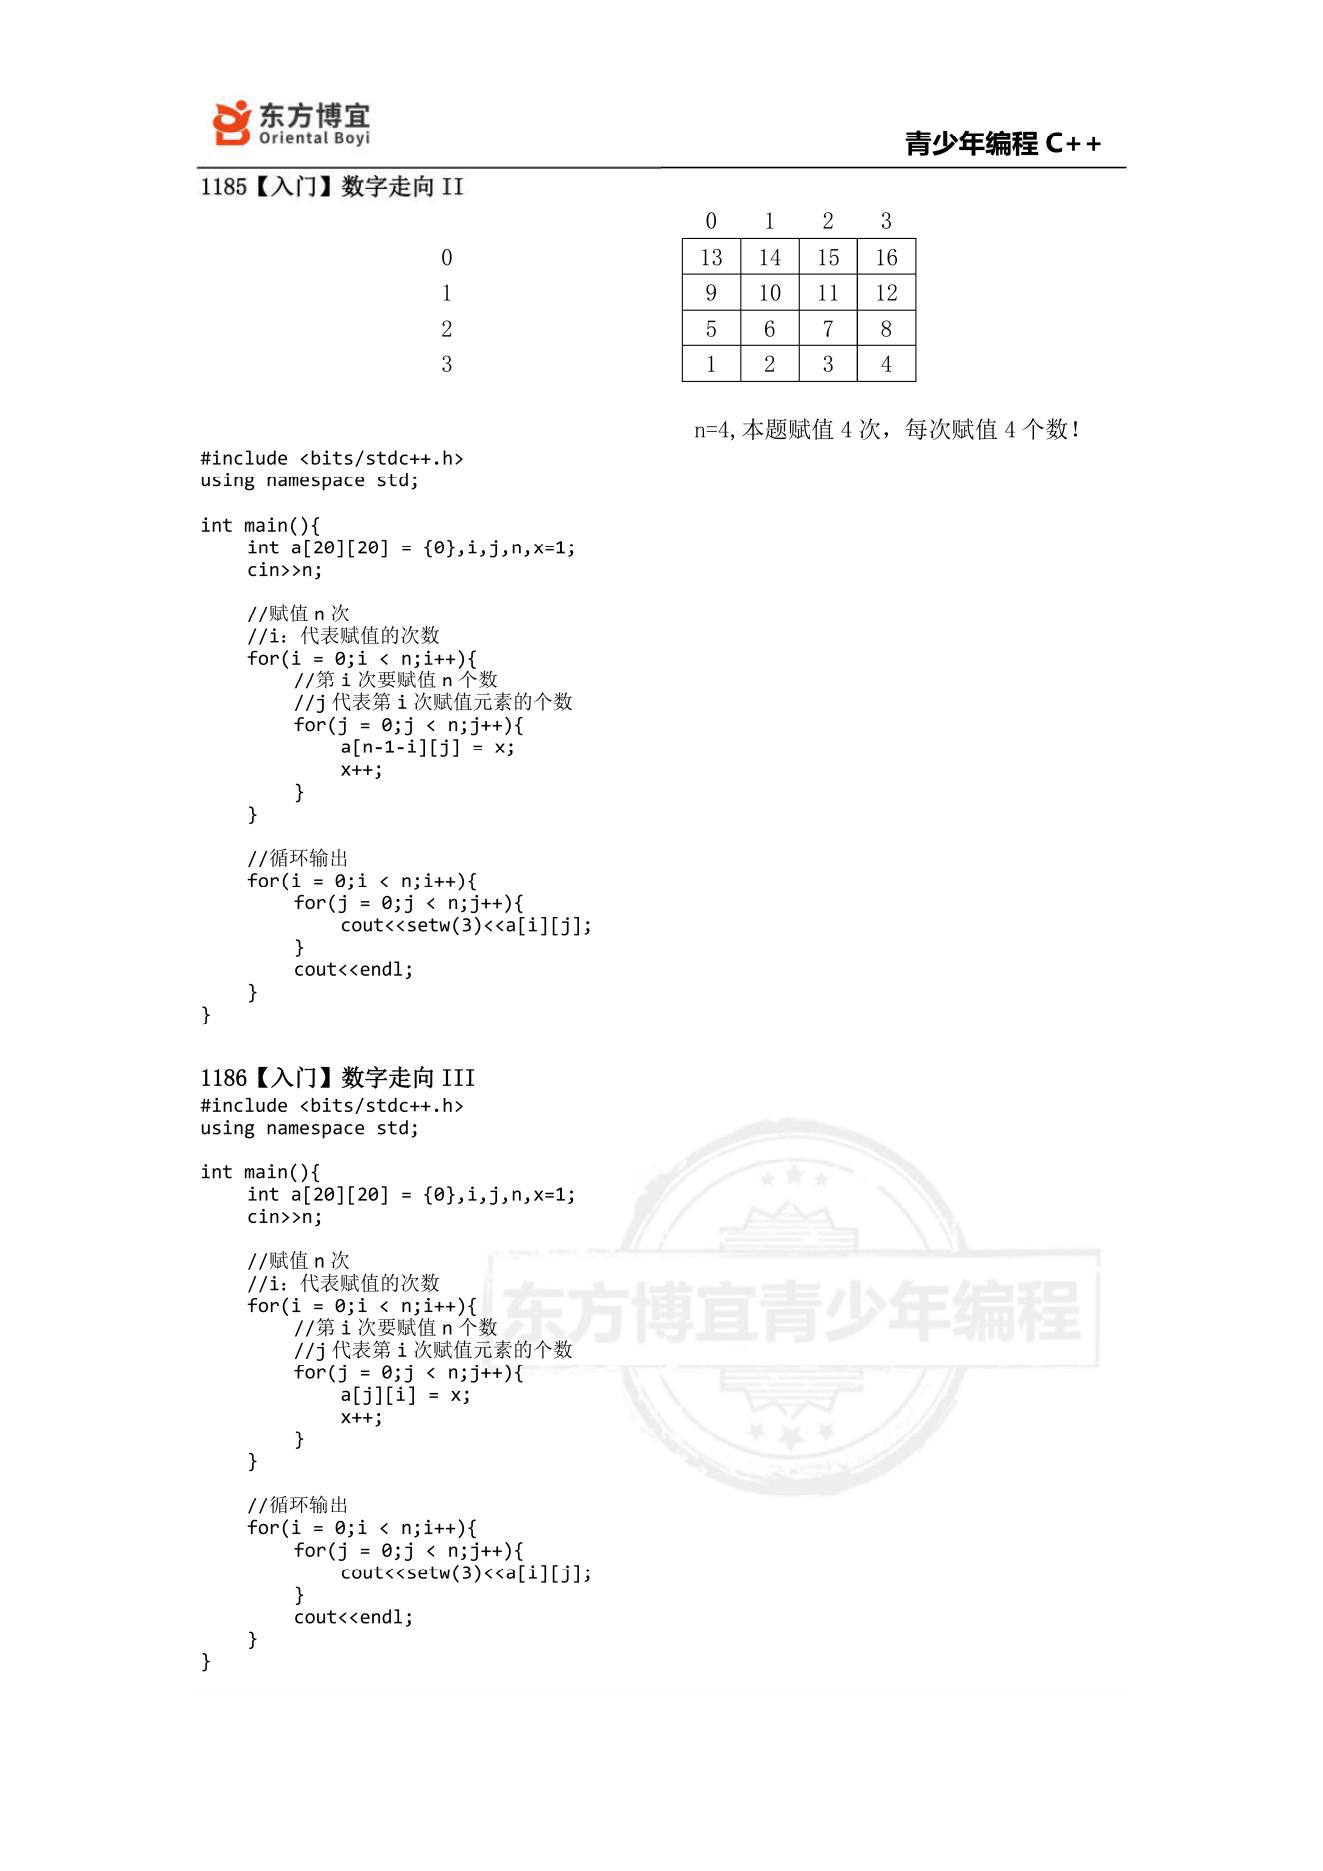 东方博宜
Oriental Boyi
青少年编程 C++
1185【入门】数字走向 II
0 1 2 3
0 13 14 15 16
1 9 10 11 12
2 5 6 7 8
3 1 2 3 4
n=4,本题赋值 4 次，每次赋值 4 个数！
#include <bits/stdc++.h>
using namespace std;
int main(){
int a[20][20] = {0},i,j,n,x=1;
cin>>n;
//赋值 n 次
//i：代表赋值的次数
for(i = 0;i < n;i++){
//第 i 次要赋值 n 个数
//j 代表第 i 次赋值元素的个数
for(j = 0;j < n;j++){
a[n-1-i][j] = x;
x++;
}
}
//循环输出
for(i = 0;i < n;i++){
for(j = 0;j < n;j++){
cout<<setw(3)<<a[i][j];
}
cout<<endl;
}
}
1186【入门】数字走向 III
#include <bits/stdc++.h>
using namespace std;
int main(){
int a[20][20] = {0},i,j,n,x=1;
cin>>n;
//赋值 n 次
//i：代表赋值的次数
for(i = 0;i < n;i++){
//第 i 次要赋值 n 个数
//j 代表第 i 次赋值元素的个数
for(j = 0;j < n;j++){
a[j][i] = x;
x++;
}
}
//循环输出
for(i = 0;i < n;i++){
for(j = 0;j < n;j++){
cout<<setw(3)<<a[i][j];
}
cout<<endl;
}
}
东方博宜青少年编程